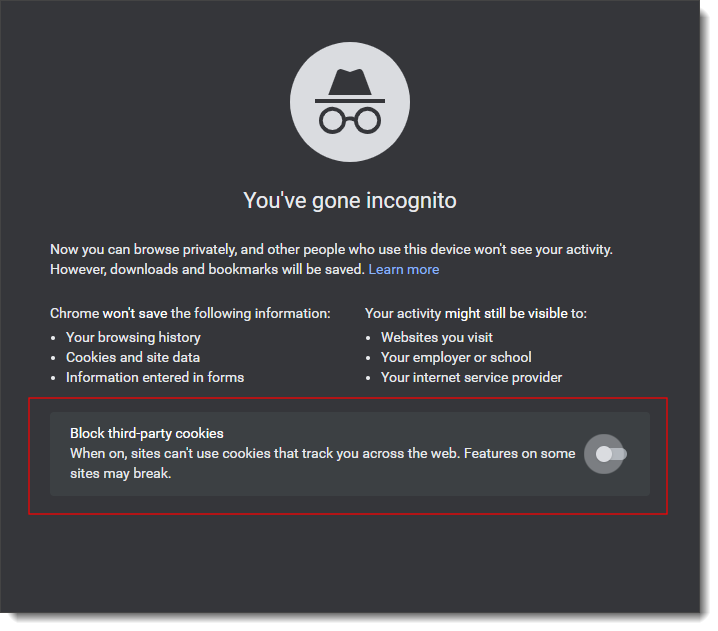 You've gone incognito
Now you can browse privately, and other people who use this device won't see your activity.
However, downloads and bookmarks will be saved. Learn more
Chrome won't save the following information:
Your browsing history
Cookies and site data
Information entered in forms
Your activity might still be visible to:
Websites you visit
Your employer or school
Your internet service provider
Block third-party cookies
When on, sites can't use cookies that track you across the web. Features on some
sites may break.